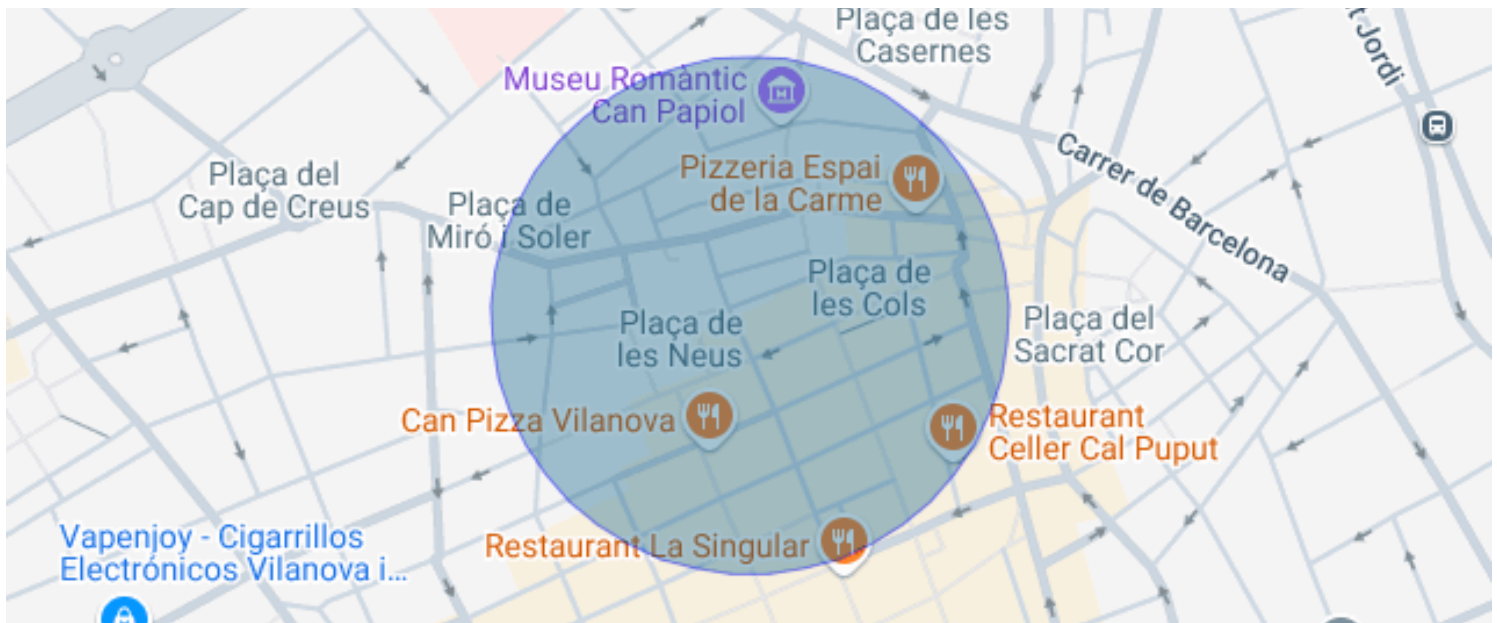 Plaça de les
Casernes
t Jordi
Museu Romàntic
Can Papiol
Pizzeria Espai
de la Carme
Carrer de Barcelona
Plaça del
Cap de Creus
Plaça de
Miró i Soler
Plaça de
les Cols
Plaça de
les Neus
Plaça del
Sacrat Cor
Can Pizza Vilanova
Restaurant
Celler Cal Puput
Restaurant La Singular
Vapenjoy - Cigarrillos
Electrónicos Vilanova i...